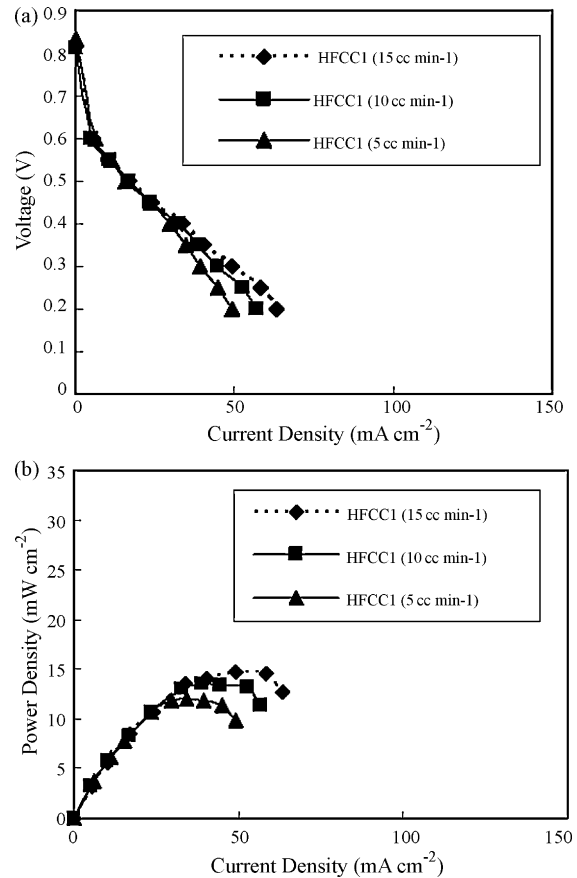 (a)
0.9
0.8
0.7
0.6
0.5
0.4
0.3
0.2
0.1
0
Voltage (V)
HFCC1 (15 cc min-1)
HFCC1 (10 cc min-1)
HFCC1 (5 cc min-1)
0 50 100 150
Current Density (mA cm-2)
(b)
35
30
25
20
15
10
5
0
Power Density (mW cm-2)
HFCC1 (15 cc min-1)
HFCC1 (10 cc min-1)
HFCC1 (5 cc min-1)
0 50 100 150
Current Density (mA cm-2)